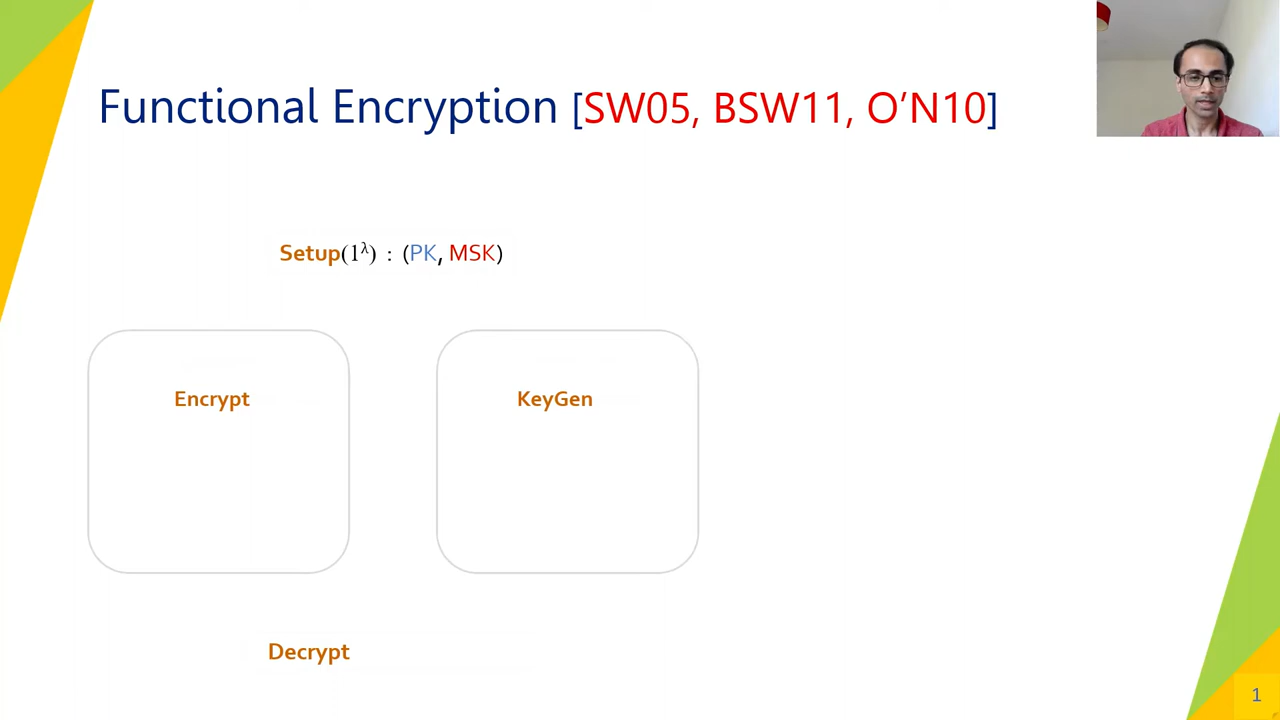 Functional Encryption [SW05, BSW11, O’N10]
Setup(1^λ) : (PK, MSK)
Encrypt
KeyGen
Decrypt
1